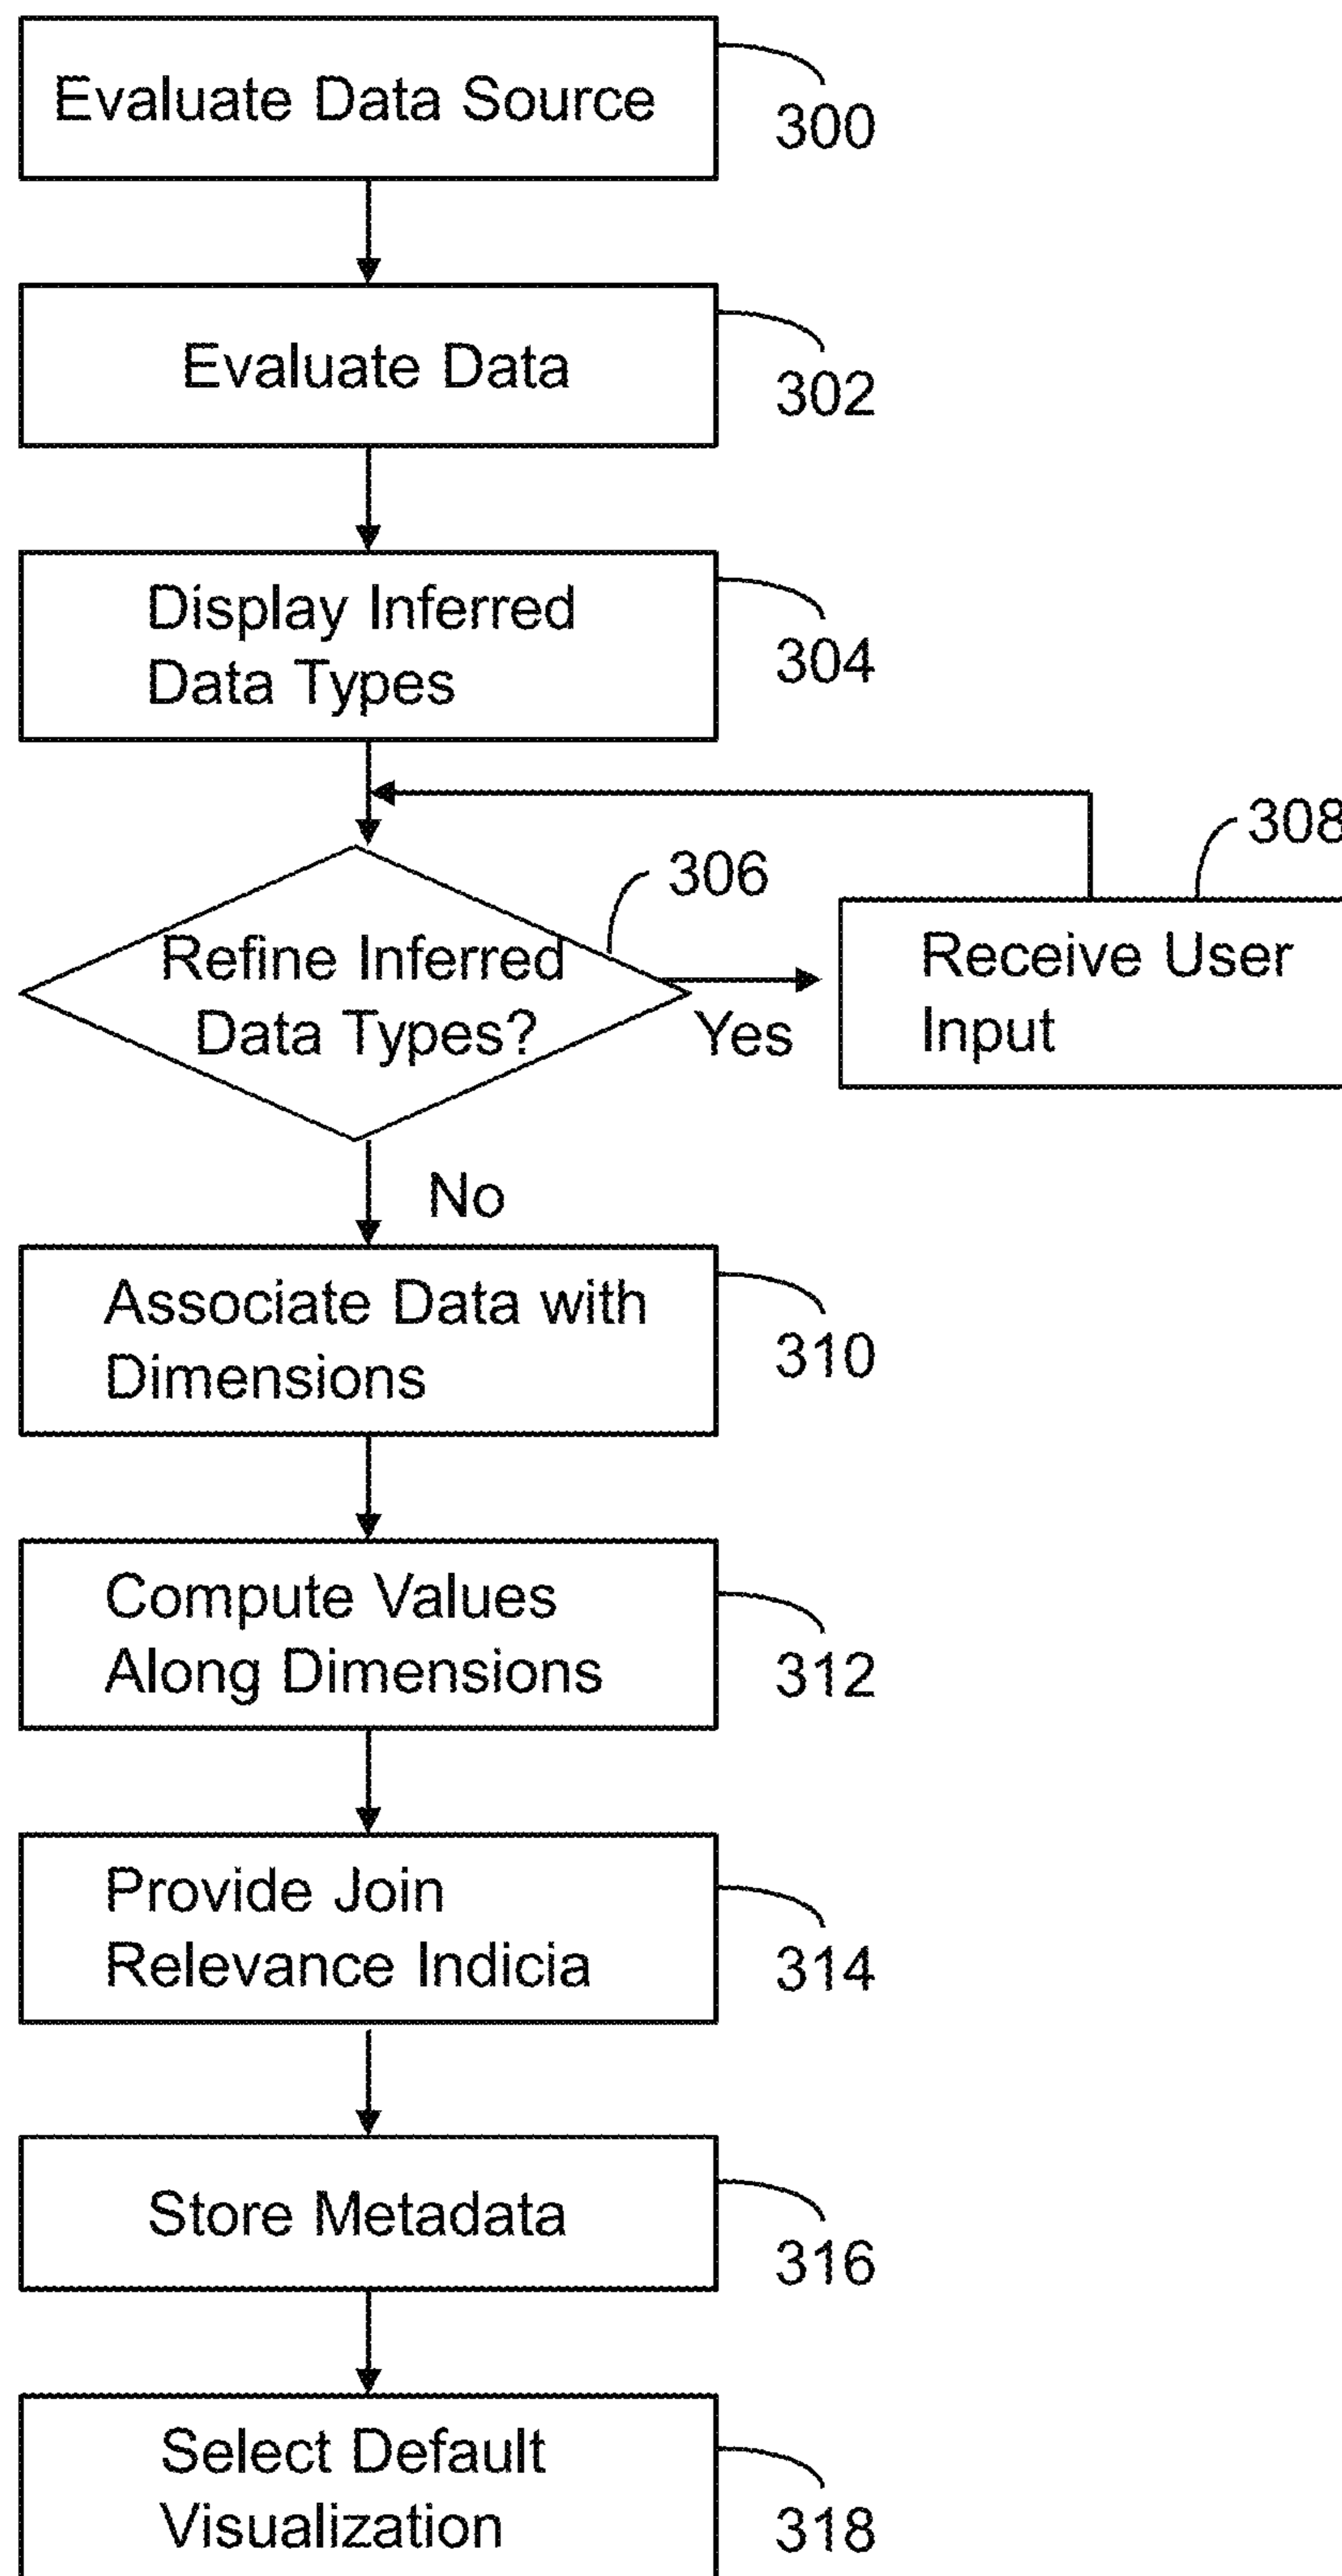 Evaluate Data Source
300
Evaluate Data
302
Display Inferred
Data Types
304
308
306
Refine Inferred
Data Types?
Yes
Receive User
Input
No
Associate Data with
Dimensions
310
Compute Values
Along Dimensions
312
Provide Join
Relevance Indicia
314
Store Metadata
316
Select Default
Visualization
318